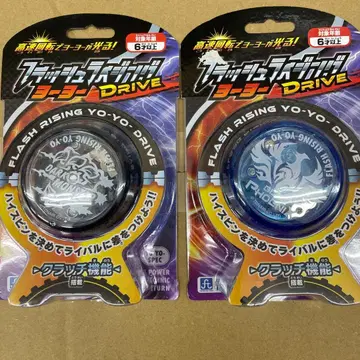 高速回転でヨーヨーが光る!
対象年齢
6才以上
フラッシュライジング
ヨーヨー DRIVE
FLASH RISING YO-YO-DRIVE
ハイスピンを決めてライバルに差をつけよう!!
クラッチ機能
搭載
高速回転でヨーヨーが光る!
対象年齢
6才以上
フラッシュライジング
ヨーヨー DRIVE
FLASH RISING YO-YO-DRIVE
FLASH RISING
ハイスピンを決めてライバルに差をつけよう!!
クラッチ機能
搭載